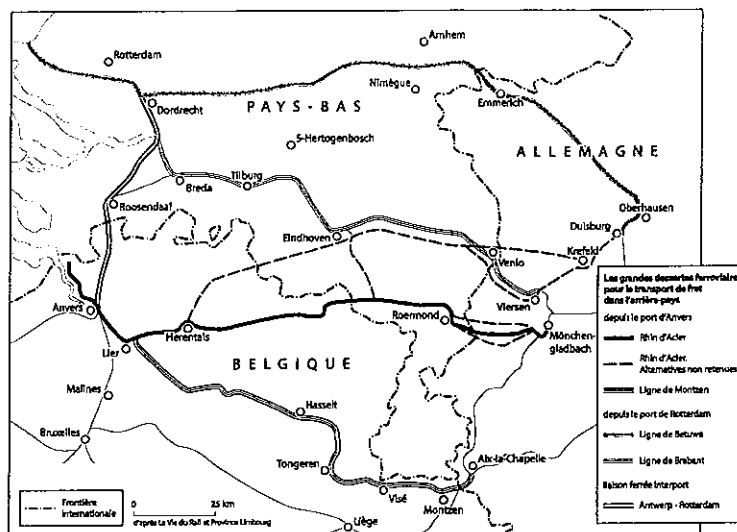 Rotterdam
Arnhem
Nimègue
Dordrecht
PAYS-BAS
Emmerich
S-Hertogenbosch
ALLEMAGNE
Breda
Tilburg
Roosendaal
Oberhausen
Duisburg
Eindhoven
Venlo
Krefeld
Anvers
Viersen
Herentals
Roermond
Mönchen-
gladbach
Lier
BELGIQUE
Malines
Hasselt
Bruxelles
Tongeren
Aix-la-Chapelle
Visé
Montzen
Liège
Frontière
internationale
0 25 km
d'après La Vie du Rail et Province Limbourg
Les grandes dessertes ferroviaires
pour le transport de fret
dans l'arrière-pays
depuis le port d'Anvers
Rhin d'Acier
Rhin d'Acier.
Alternatives non retenues
Ligne de Montzen
depuis le port de Rotterdam
Ligne de Betuwe
Ligne de Brabant
liaison ferrée interport
Antwerp - Rotterdam